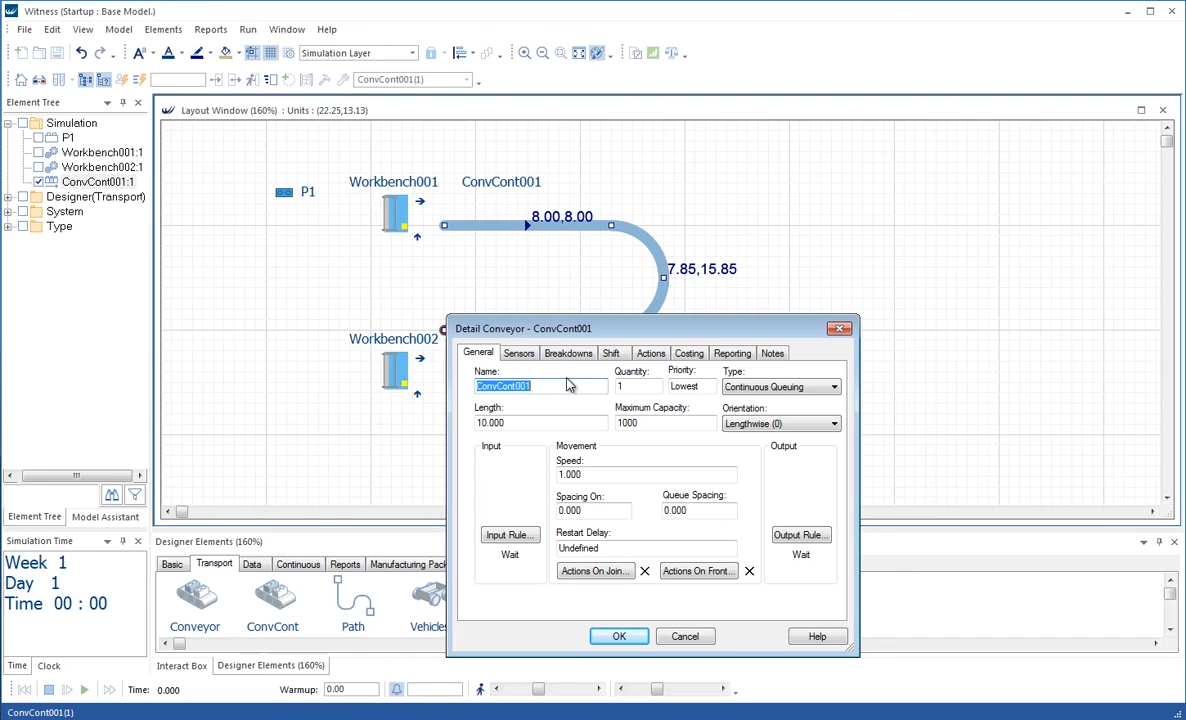 Witness (Startup : Base Model.)
File Edit View Model Elements Reports Run Window Help
Simulation Layer
ConvCont001(1)
Element Tree
Layout Window (160%) : Units : (22.25,13.13)
Simulation
P1
Workbench001:1
Workbench002:1
ConvCont001:1
Designer(Transport)
System
Type
Workbench001 ConvCont001
P1
8.00,8.00
7.85,15.85
Workbench002
Detail Conveyor - ConvCont001
General Sensors Breakdowns Shift Actions Costing Reporting Notes
Name: Quantity: Priority: Type:
ConvCont001 1 Lowest Continuous Queuing
Length: Maximum Capacity: Orientation:
10.000 1000 Lengthwise (0)
Input Movement Output
Speed:
1.000
Spacing On: Queue Spacing:
0.000 0.000
Input Rule... Restart Delay: Output Rule...
Wait Undefined Wait
Actions On Join... Actions On Front...
OK Cancel Help
Element Tree Model Assistant
Simulation Time
Week 1
Day 1
Time 00 : 00
Time Clock
Designer Elements (160%)
Basic Transport Data Continuous Reports Manufacturing Pack
Conveyor ConvCont Path Vehicles
Interact Box Designer Elements (160%)
Time: 0.000 Warmup: 0.00
ConvCont001(1)